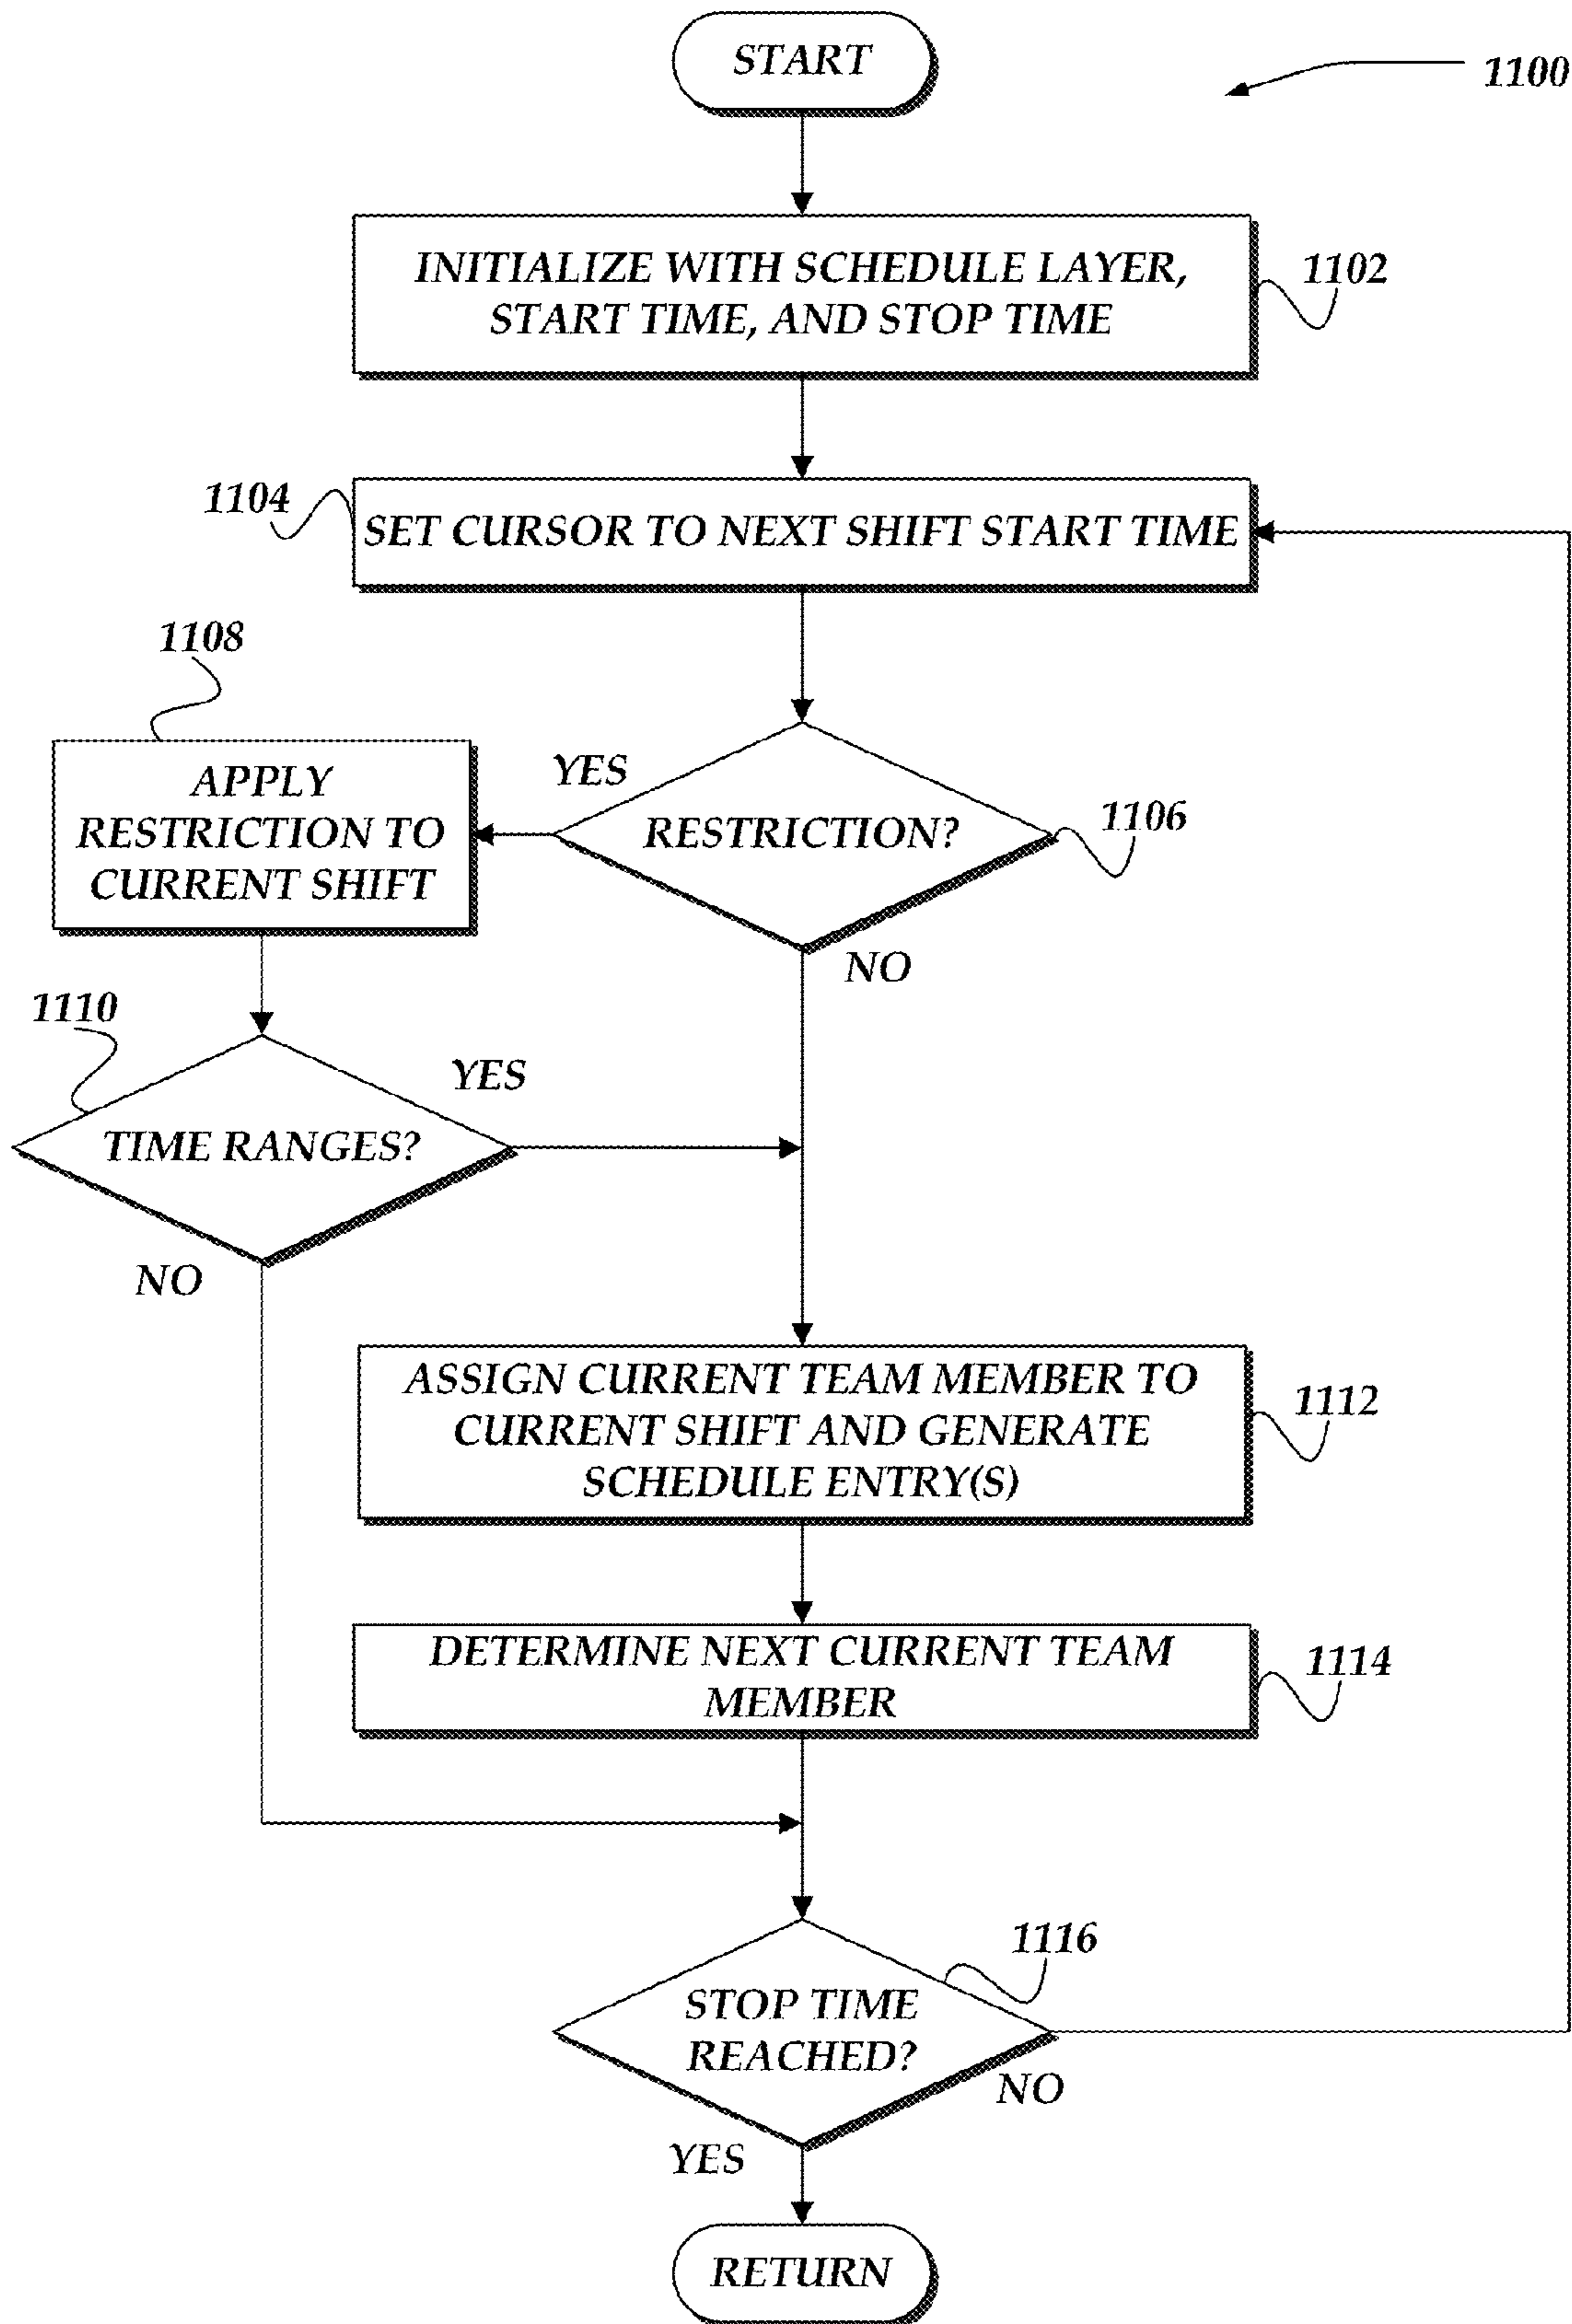 START
1100
INITIALIZE WITH SCHEDULE LAYER,
START TIME, AND STOP TIME
1102
1104
SET CURSOR TO NEXT SHIFT START TIME
1108
APPLY
RESTRICTION TO
CURRENT SHIFT
YES
RESTRICTION?
1106
NO
1110
YES
TIME RANGES?
NO
ASSIGN CURRENT TEAM MEMBER TO
CURRENT SHIFT AND GENERATE
SCHEDULE ENTRY(S)
1112
DETERMINE NEXT CURRENT TEAM
MEMBER
1114
1116
STOP TIME
REACHED?
NO
YES
RETURN